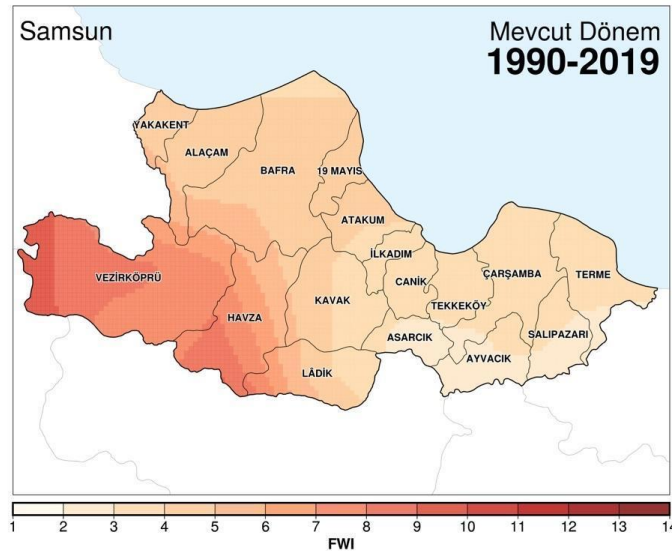 Samsun
Mevcut Dönem
1990-2019
YAKAKENT
ALAÇAM
BAFRA
19 MAYIS
ATAKUM
İLKADIM
CANİK
ÇARŞAMBA
TERME
VEZİRKÖPRÜ
TEKKEKÖY
KAVAK
HAVZA
SALIPAZARI
ASARCIK
AYVACIK
LÂDİK
1 2 3 4 5 6 7 8 9 10 11 12 13 14
FWI